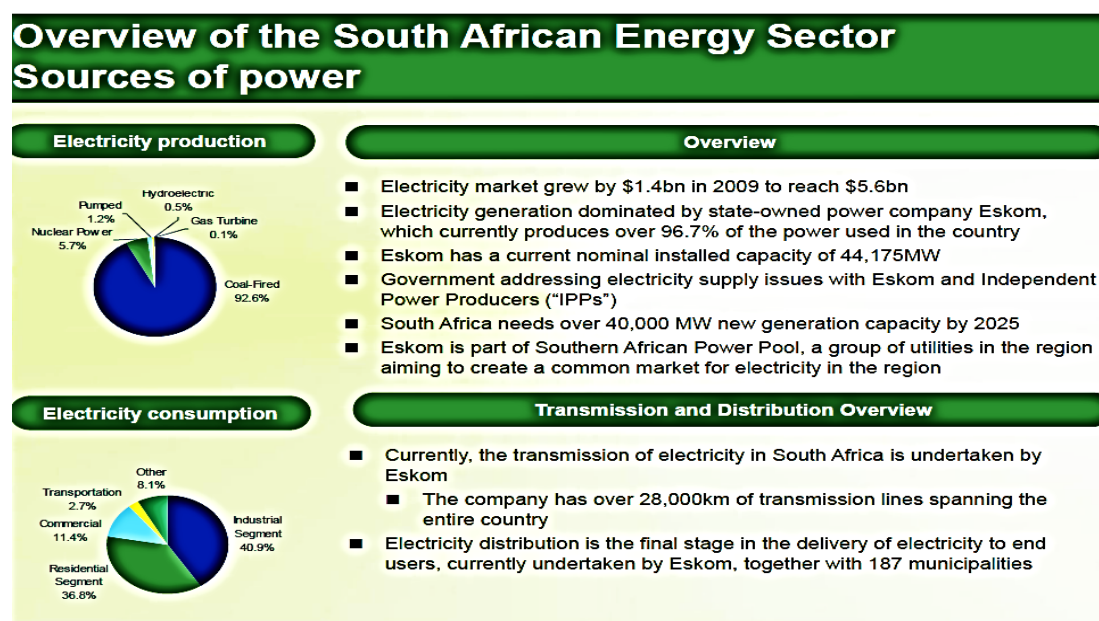 Overview of the South African Energy Sector
Sources of power
Electricity production
Hydroelectric
0.5%
Pumped
1.2%
Gas Turbine
0.1%
Nuclear Power
5.7%
Coal-Fired
92.6%
Overview
Electricity market grew by $1.4bn in 2009 to reach $5.6bn
Electricity generation dominated by state-owned power company Eskom,
which currently produces over 96.7% of the power used in the country
Eskom has a current nominal installed capacity of 44,175MW
Government addressing electricity supply issues with Eskom and Independent
Power Producers (“IPPs”)
South Africa needs over 40,000 MW new generation capacity by 2025
Eskom is part of Southern African Power Pool, a group of utilities in the region
aiming to create a common market for electricity in the region
Electricity consumption
Other
8.1%
Transportation
2.7%
Commercial
11.4%
Industrial
Segment
40.9%
Residential
Segment
36.8%
Transmission and Distribution Overview
Currently, the transmission of electricity in South Africa is undertaken by
Eskom
The company has over 28,000km of transmission lines spanning the
entire country
Electricity distribution is the final stage in the delivery of electricity to end
users, currently undertaken by Eskom, together with 187 municipalities